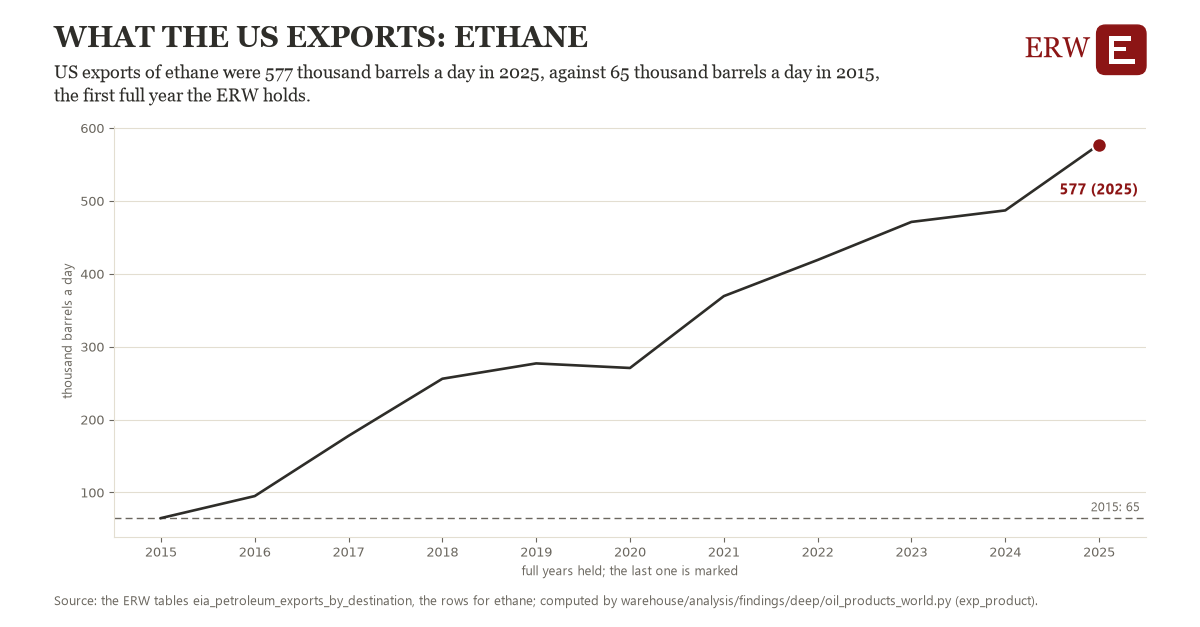 WHAT THE US EXPORTS: ETHANE
US exports of ethane were 577 thousand barrels a day in 2025, against 65 thousand barrels a day in 2015,
the first full year the ERW holds.
ERW E
600
500
400
300
200
100
thousand barrels a day
577 (2025)
2015: 65
2015 2016 2017 2018 2019 2020 2021 2022 2023 2024 2025
full years held; the last one is marked
Source: the ERW tables eia_petroleum_exports_by_destination, the rows for ethane; computed by warehouse/analysis/findings/deep/oil_products_world.py (exp_product).